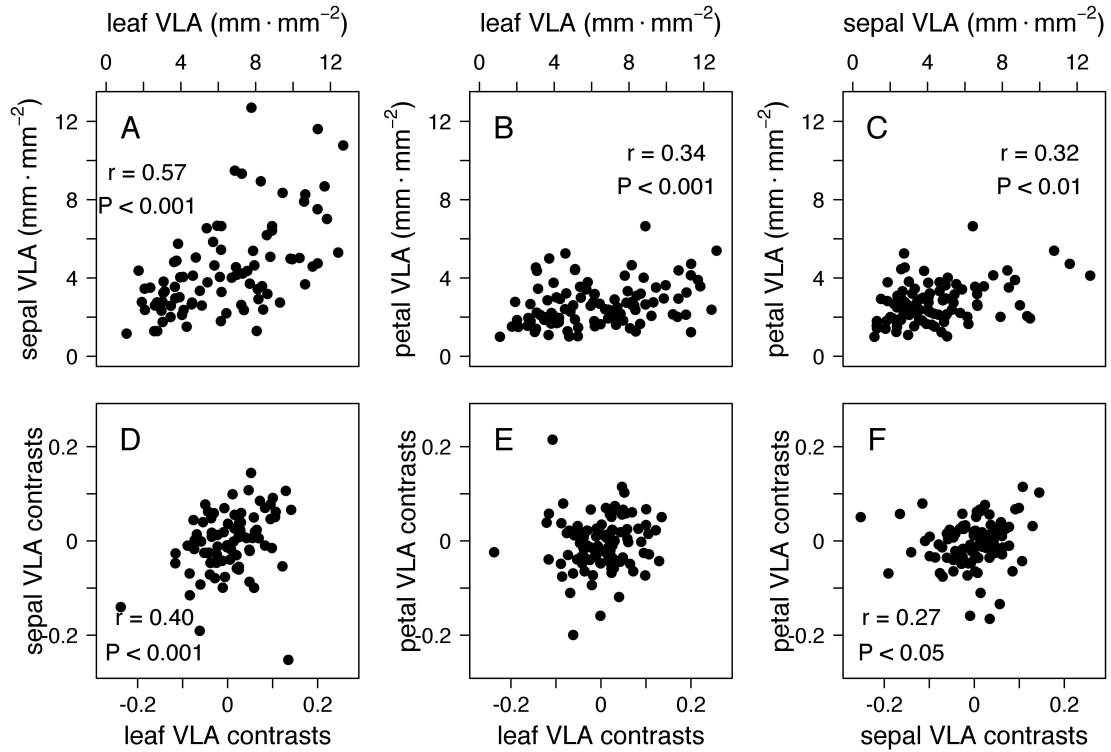 leaf VLA (mm · mm⁻²)
leaf VLA (mm · mm⁻²)
sepal VLA (mm · mm⁻²)
0 4 8 12
0 4 8 12
0 4 8 12
sepal VLA (mm · mm⁻²)
12
8
4
0
A
r = 0.57
P < 0.001
petal VLA (mm · mm⁻²)
12
8
4
0
B
r = 0.34
P < 0.001
petal VLA (mm · mm⁻²)
12
8
4
0
C
r = 0.32
P < 0.01
sepal VLA contrasts
0.2
0
-0.2
D
r = 0.40
P < 0.001
petal VLA contrasts
0.2
0
-0.2
E
petal VLA contrasts
0.2
0
-0.2
F
r = 0.27
P < 0.05
-0.2 0 0.2
-0.2 0 0.2
-0.2 0 0.2
leaf VLA contrasts
leaf VLA contrasts
sepal VLA contrasts